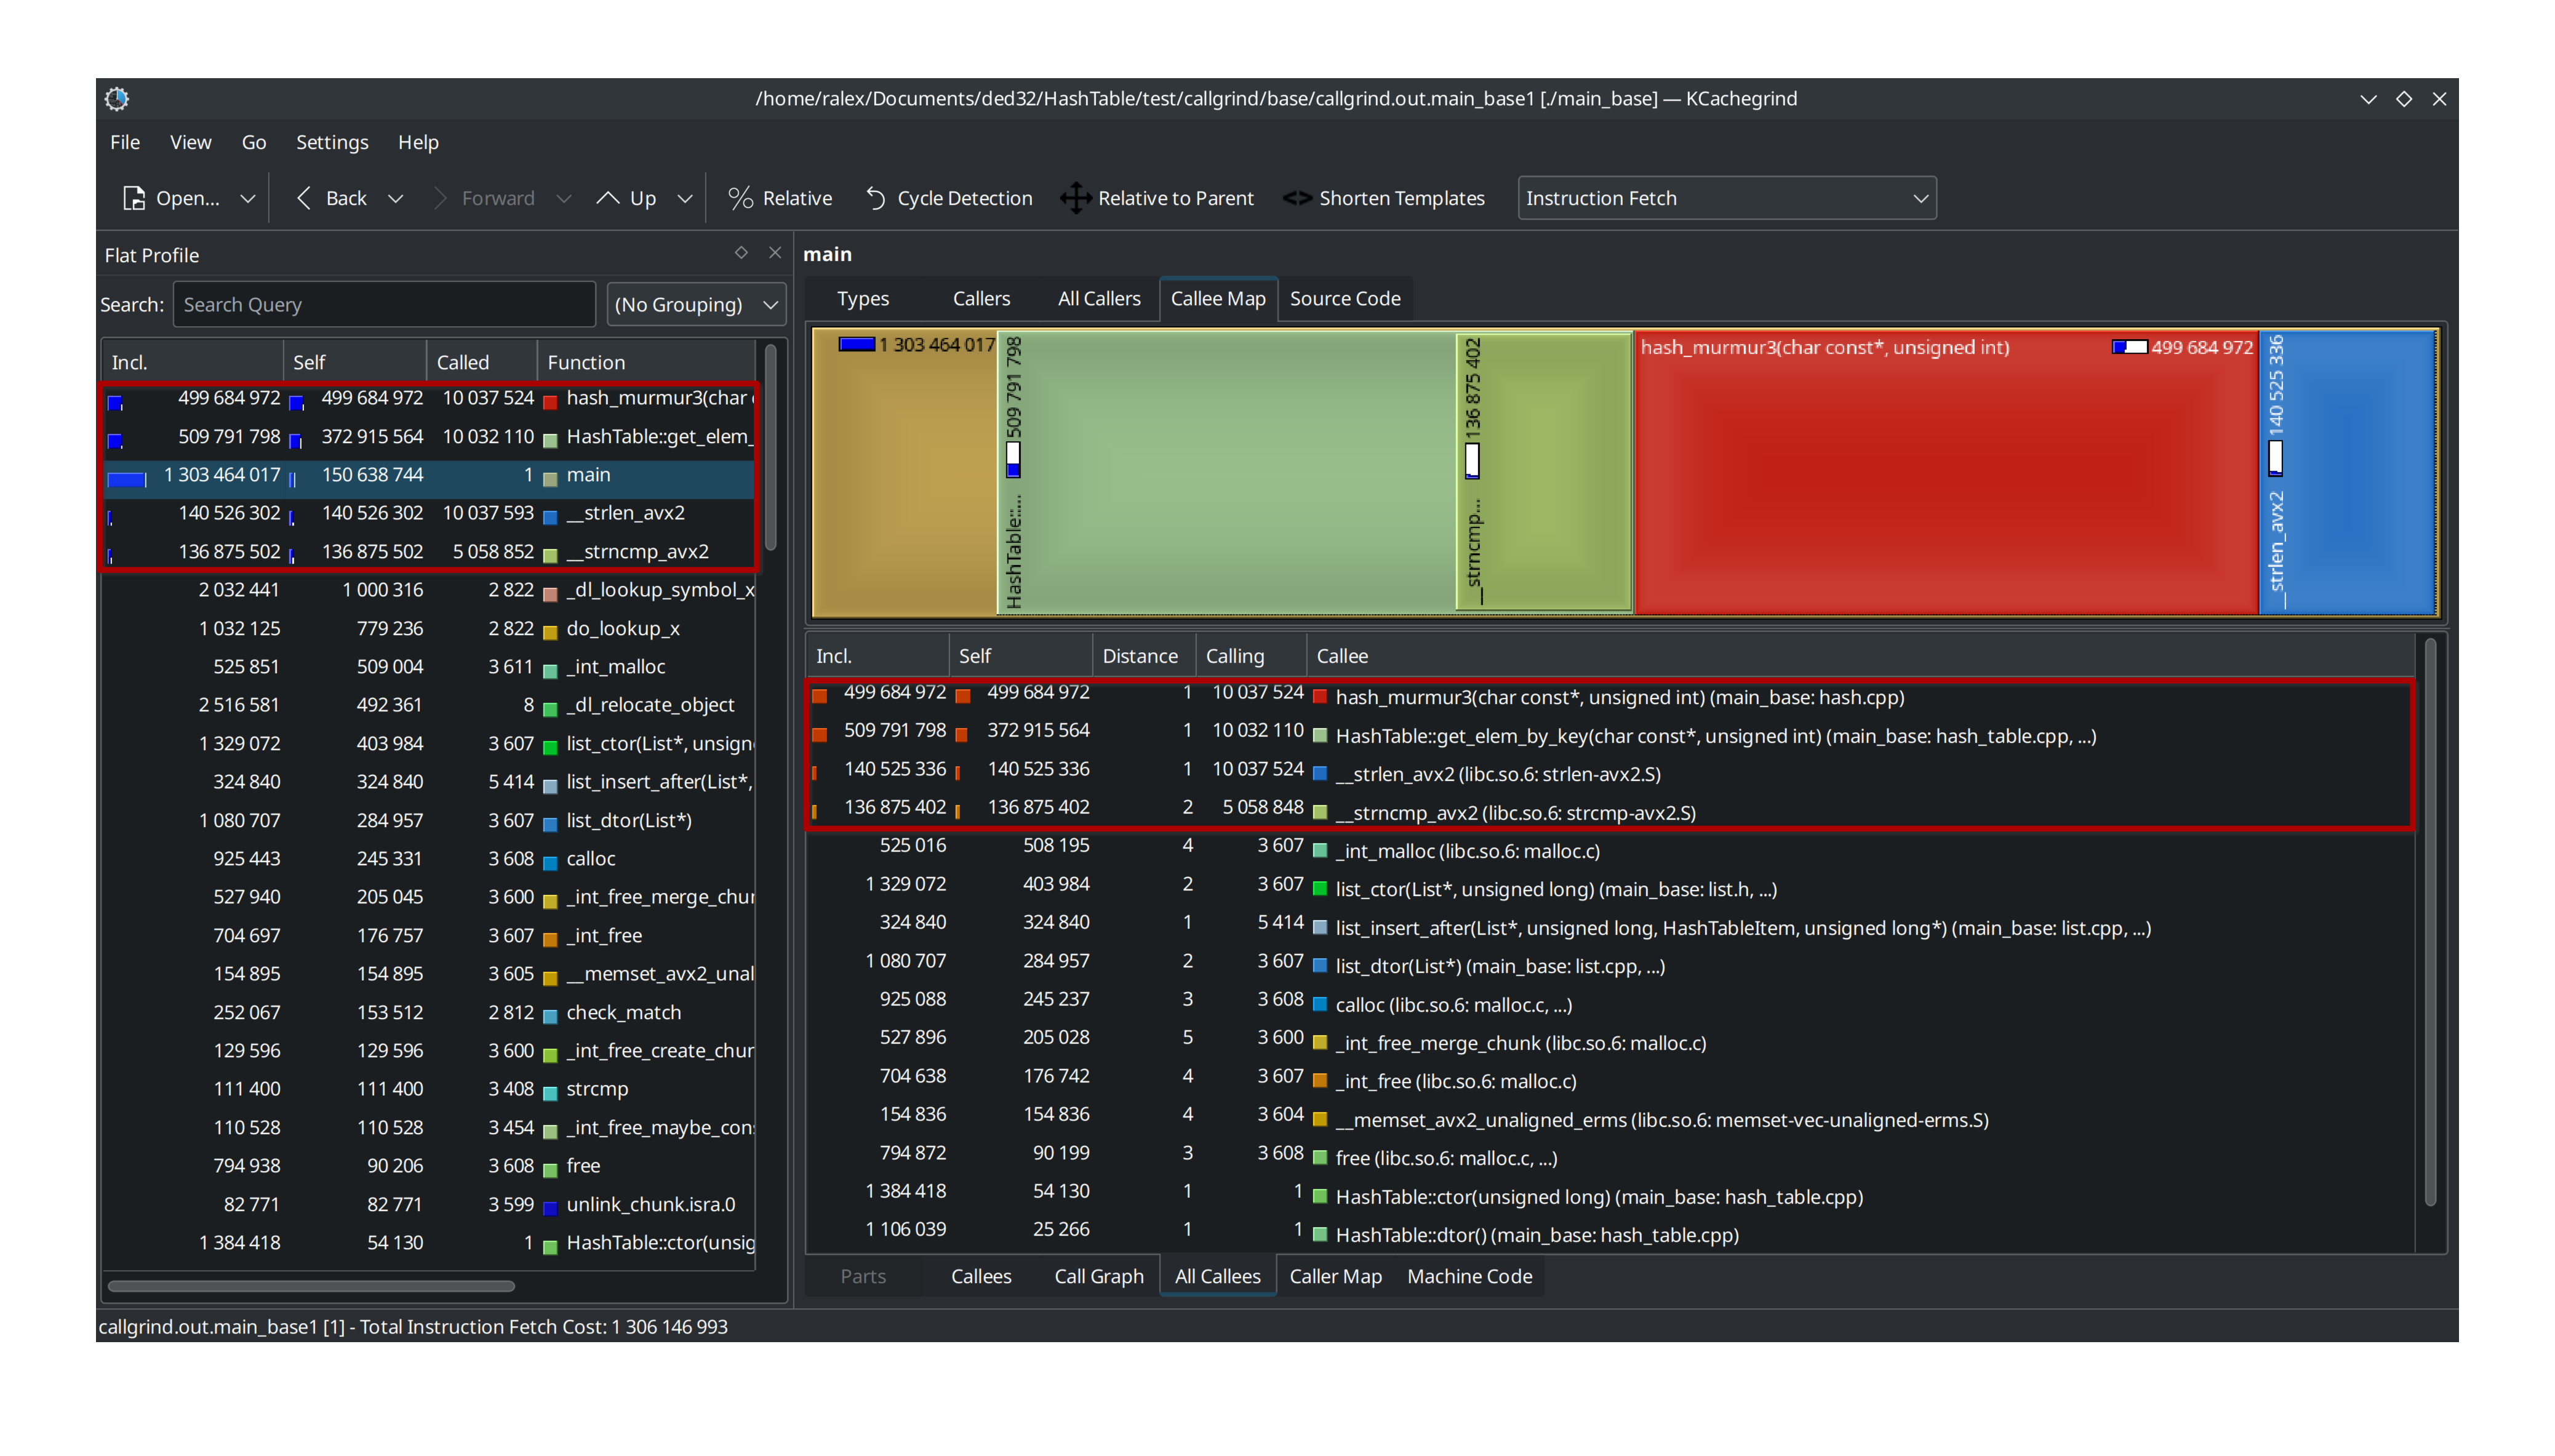 /home/ralex/Documents/ded32/HashTable/test/callgrind/base/callgrind.out.main_base1 [./main_base] — KCachegrind
File View Go Settings Help
Open... Back Forward Up Relative Cycle Detection Relative to Parent Shorten Templates Instruction Fetch
Flat Profile
Search: Search Query (No Grouping)
Incl. Self Called Function
499 684 972 499 684 972 10 037 524 hash_murmur3(char
509 791 798 372 915 564 10 032 110 HashTable::get_elem_
1 303 464 017 150 638 744 1 main
140 526 302 140 526 302 10 037 593 __strlen_avx2
136 875 502 136 875 502 5 058 852 __strncmp_avx2
2 032 441 1 000 316 2 822 _dl_lookup_symbol_x
1 032 125 779 236 2 822 do_lookup_x
525 851 509 004 3 611 _int_malloc
2 516 581 492 361 8 _dl_relocate_object
1 329 072 403 984 3 607 list_ctor(List*, unsign
324 840 324 840 5 414 list_insert_after(List*,
1 080 707 284 957 3 607 list_dtor(List*)
925 443 245 331 3 608 calloc
527 940 205 045 3 600 _int_free_merge_chu
704 697 176 757 3 607 _int_free
154 895 154 895 3 605 __memset_avx2_unal
252 067 153 512 2 812 check_match
129 596 129 596 3 600 _int_free_create_chu
111 400 111 400 3 408 strcmp
110 528 110 528 3 454 _int_free_maybe_con
794 938 90 206 3 608 free
82 771 82 771 3 599 unlink_chunk.isra.0
1 384 418 54 130 1 HashTable::ctor(unsig
main
Types Callers All Callers Callee Map Source Code
1 303 464 017
HashTable::... 509 791 798
__strncmp... 136 875 402
hash_murmur3(char const*, unsigned int) 499 684 972
__strlen_avx2 140 525 336
Incl. Self Distance Calling Callee
499 684 972 499 684 972 1 10 037 524 hash_murmur3(char const*, unsigned int) (main_base: hash.cpp)
509 791 798 372 915 564 1 10 032 110 HashTable::get_elem_by_key(char const*, unsigned int) (main_base: hash_table.cpp, ...)
140 525 336 140 525 336 1 10 037 524 __strlen_avx2 (libc.so.6: strlen-avx2.S)
136 875 402 136 875 402 2 5 058 848 __strncmp_avx2 (libc.so.6: strcmp-avx2.S)
525 016 508 195 4 3 607 _int_malloc (libc.so.6: malloc.c)
1 329 072 403 984 2 3 607 list_ctor(List*, unsigned long) (main_base: list.h, ...)
324 840 324 840 1 5 414 list_insert_after(List*, unsigned long, HashTableItem, unsigned long*) (main_base: list.cpp, ...)
1 080 707 284 957 2 3 607 list_dtor(List*) (main_base: list.cpp, ...)
925 088 245 237 3 3 608 calloc (libc.so.6: malloc.c, ...)
527 896 205 028 5 3 600 _int_free_merge_chunk (libc.so.6: malloc.c)
704 638 176 742 4 3 607 _int_free (libc.so.6: malloc.c)
154 836 154 836 4 3 604 __memset_avx2_unaligned_erms (libc.so.6: memset-vec-unaligned-erms.S)
794 872 90 199 3 3 608 free (libc.so.6: malloc.c, ...)
1 384 418 54 130 1 1 HashTable::ctor(unsigned long) (main_base: hash_table.cpp)
1 106 039 25 266 1 1 HashTable::dtor() (main_base: hash_table.cpp)
Parts Callees Call Graph All Callees Caller Map Machine Code
callgrind.out.main_base1 [1] - Total Instruction Fetch Cost: 1 306 146 993